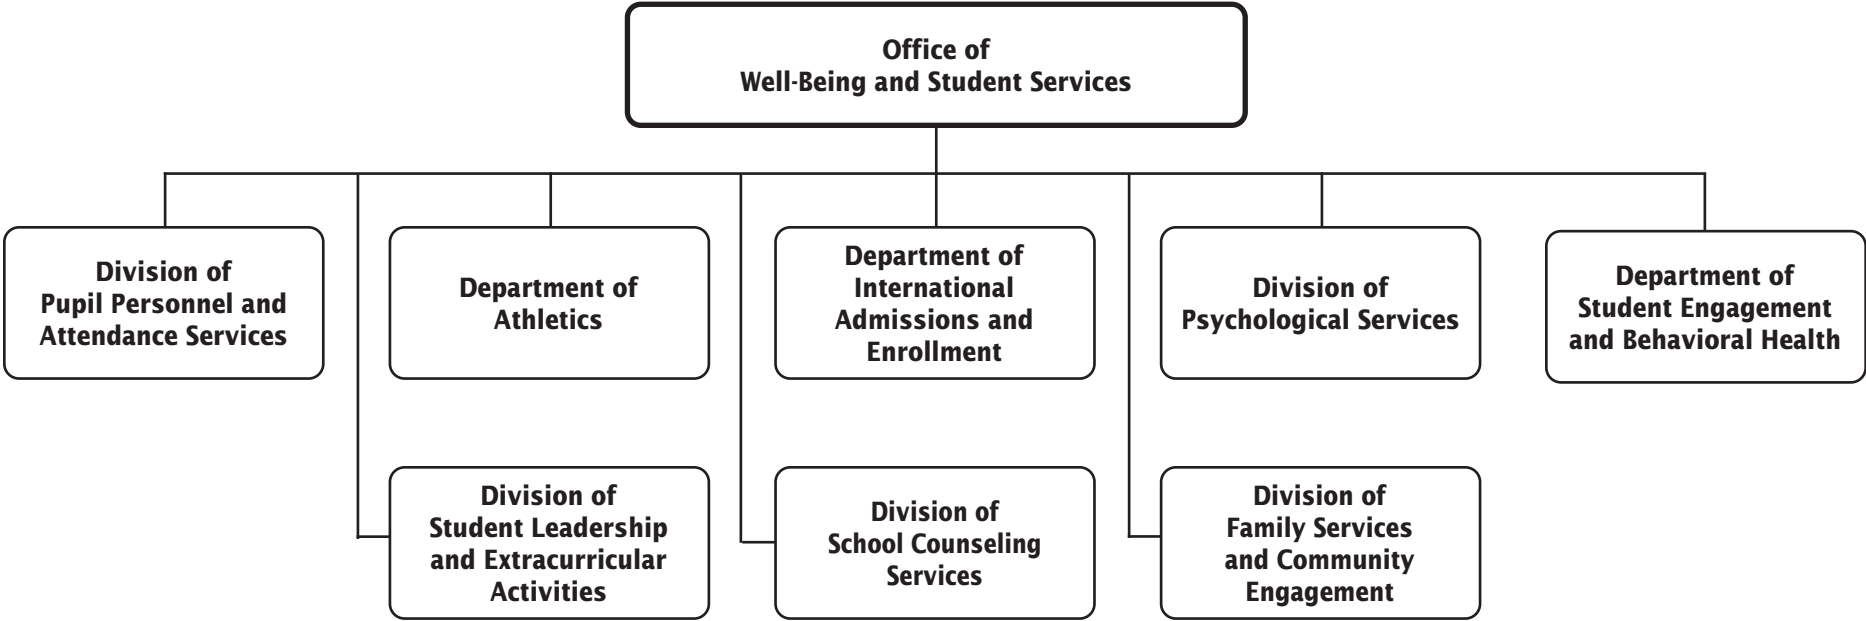 Office of
Well-Being and Student Services
Division of
Pupil Personnel and
Attendance Services
Department of
Athletics
Department of
International
Admissions and
Enrollment
Division of
Psychological Services
Department of
Student Engagement
and Behavioral Health
Division of
Student Leadership
and Extracurricular
Activities
Division of
School Counseling
Services
Division of
Family Services
and Community
Engagement